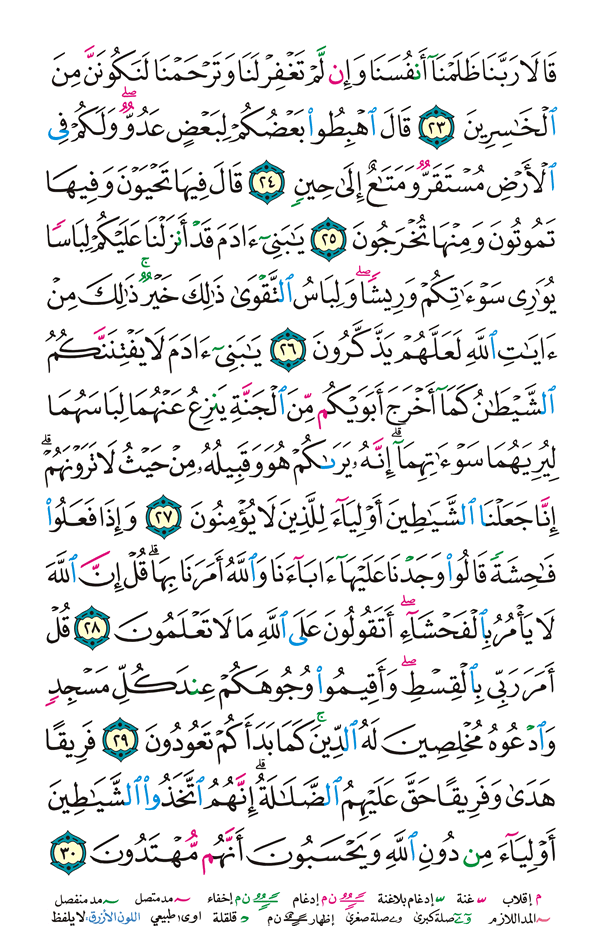 قَالَا رَبَّنَا ظَلَمْنَآ أَنفُسَنَا وَإِن لَّمْ تَغْفِرْ لَنَا وَتَرْحَمْنَا لَنَكُونَنَّ مِنَ
ٱلْخَٰسِرِينَ ٢٣ قَالَ ٱهْبِطُوا۟ بَعْضُكُمْ لِبَعْضٍ عَدُوٌّۖ وَلَكُمْ فِى
ٱلْأَرْضِ مُسْتَقَرٌّ وَمَتَٰعٌ إِلَىٰ حِينٍ ٢٤ قَالَ فِيهَا تَحْيَوْنَ وَفِيهَا
تَمُوتُونَ وَمِنْهَا تُخْرَجُونَ ٢٥ يَٰبَنِىٓ ءَادَمَ قَدْ أَنزَلْنَا عَلَيْكُمْ لِبَاسًا
يُوَٰرِى سَوْءَٰتِكُمْ وَرِيشًاۖ وَلِبَاسُ ٱلتَّقْوَىٰ ذَٰلِكَ خَيْرٌۚ ذَٰلِكَ مِنْ
ءَايَٰتِ ٱللَّهِ لَعَلَّهُمْ يَذَّكَّرُونَ ٢٦ يَٰبَنِىٓ ءَادَمَ لَا يَفْتِنَنَّكُمُ
ٱلشَّيْطَٰنُ كَمَآ أَخْرَجَ أَبَوَيْكُم مِّنَ ٱلْجَنَّةِ يَنزِعُ عَنْهُمَا لِبَاسَهُمَا
لِيُرِيَهُمَا سَوْءَٰتِهِمَآۗ إِنَّهُۥ يَرَىٰكُمْ هُوَ وَقَبِيلُهُۥ مِنْ حَيْثُ لَا تَرَوْنَهُمْۗ
إِنَّا جَعَلْنَا ٱلشَّيَٰطِينَ أَوْلِيَآءَ لِلَّذِينَ لَا يُؤْمِنُونَ ٢٧ وَإِذَا فَعَلُوا۟
فَٰحِشَةً قَالُوا۟ وَجَدْنَا عَلَيْهَآ ءَابَآءَنَا وَٱللَّهُ أَمَرَنَا بِهَاۗ قُلْ إِنَّ ٱللَّهَ
لَا يَأْمُرُ بِٱلْفَحْشَآءِۖ أَتَقُولُونَ عَلَى ٱللَّهِ مَا لَا تَعْلَمُونَ ٢٨ قُلْ
أَمَرَ رَبِّى بِٱلْقِسْطِۖ وَأَقِيمُوا۟ وُجُوهَكُمْ عِندَ كُلِّ مَسْجِدٍ
وَٱدْعُوهُ مُخْلِصِينَ لَهُ ٱلدِّينَۚ كَمَا بَدَأَكُمْ تَعُودُونَ ٢٩ فَرِيقًا
هَدَىٰ وَفَرِيقًا حَقَّ عَلَيْهِمُ ٱلضَّلَٰلَةُۗ إِنَّهُمُ ٱتَّخَذُوا۟ ٱلشَّيَٰطِينَ
أَوْلِيَآءَ مِن دُونِ ٱللَّهِ وَيَحْسَبُونَ أَنَّهُم مُّهْتَدُونَ ٣٠
م إقلاب غنة إدغام بلاغنة ن م إدغام ن م إخفاء مد متصل مد منفصل
المد اللازم صلة كبرى صلة صغرى إظهار ن م قلقلة اوى طبيعي اللون الأزرق: لا يلفظ